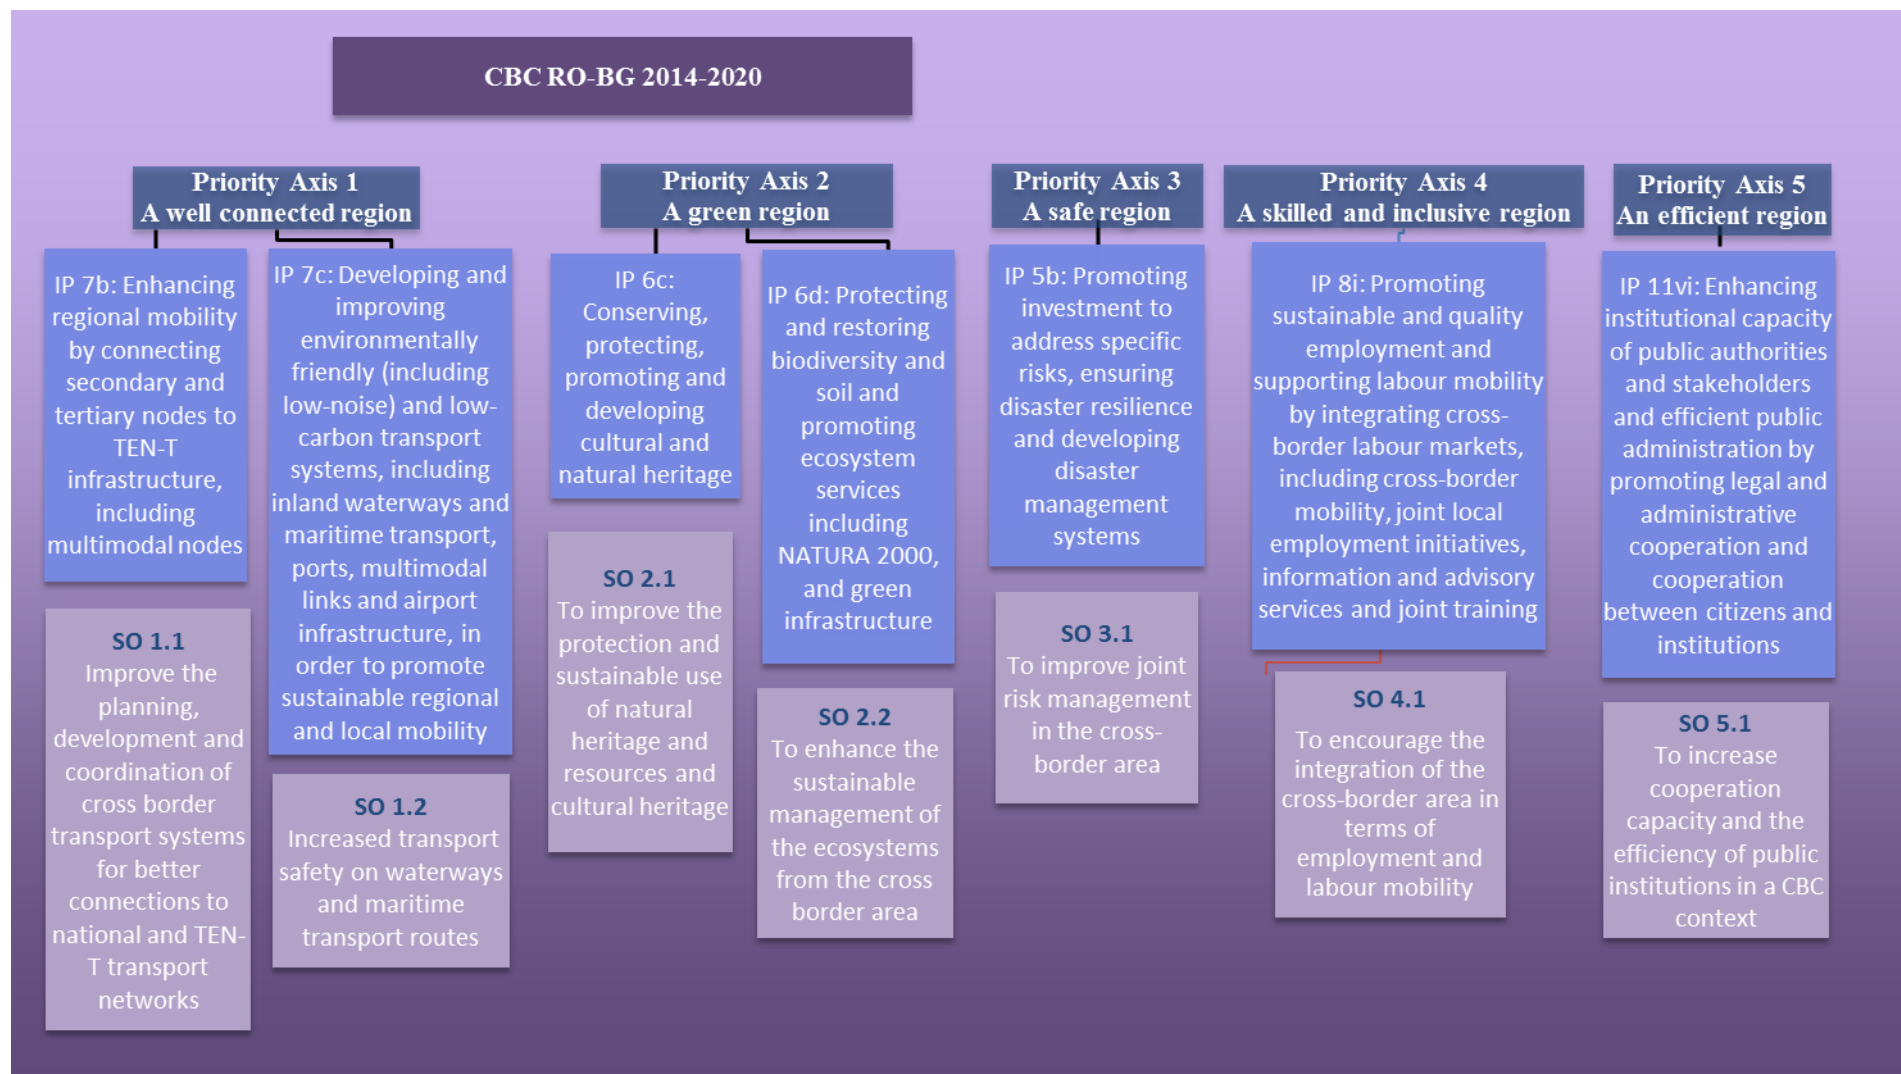 CBC RO-BG 2014-2020
Priority Axis 1
A well connected region
IP 7b: Enhancing
regional mobility
by connecting
secondary and
tertiary nodes to
TEN-T
infrastructure,
including
multimodal nodes
SO 1.1
Improve the
planning,
development and
coordination of
cross border
transport systems
for better
connections to
national and TEN-
T transport
networks
IP 7c: Developing and
improving
environmentally
friendly (including
low-noise) and low-
carbon transport
systems, including
inland waterways and
maritime transport,
ports, multimodal
links and airport
infrastructure, in
order to promote
sustainable regional
and local mobility
SO 1.2
Increased transport
safety on waterways
and maritime
transport routes
Priority Axis 2
A green region
IP 6c:
Conserving,
protecting,
promoting and
developing
cultural and
natural heritage
SO 2.1
To improve the
protection and
sustainable use
of natural
heritage and
resources and
cultural heritage
IP 6d: Protecting
and restoring
biodiversity and
soil and
promoting
ecosystem
services
including
NATURA 2000,
and green
infrastructure
SO 2.2
To enhance the
sustainable
management of
the ecosystems
from the cross
border area
Priority Axis 3
A safe region
IP 5b: Promoting
investment to
address specific
risks, ensuring
disaster resilience
and developing
disaster
management
systems
SO 3.1
To improve joint
risk management
in the cross-
border area
Priority Axis 4
A skilled and inclusive region
IP 8i: Promoting
sustainable and quality
employment and
supporting labour mobility
by integrating cross-
border labour markets,
including cross-border
mobility, joint local
employment initiatives,
information and advisory
services and joint training
SO 4.1
To encourage the
integration of the
cross-border area in
terms of
employment and
labour mobility
Priority Axis 5
An efficient region
IP 11vi: Enhancing
institutional capacity
of public authorities
and stakeholders
and efficient public
administration by
promoting legal and
administrative
cooperation and
cooperation
between citizens and
institutions
SO 5.1
To increase
cooperation
capacity and the
efficiency of public
institutions in a CBC
context